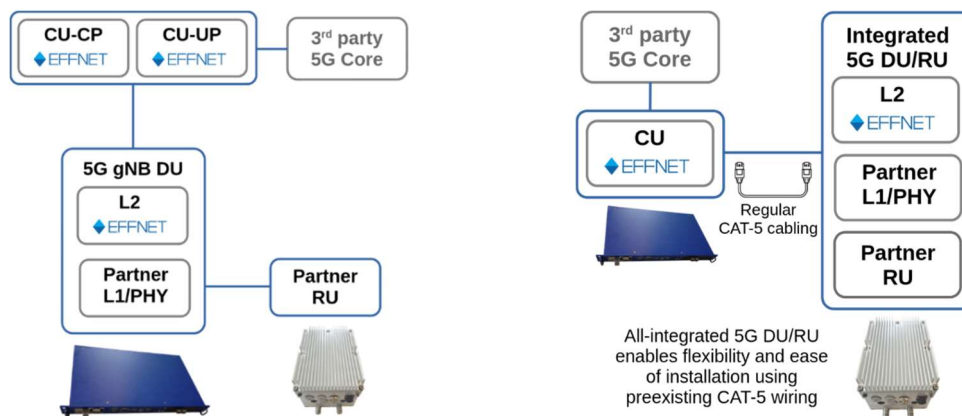 CU-CP
EFFNET
CU-UP
EFFNET
3rd party
5G Core
5G gNB DU
L2
EFFNET
Partner
L1/PHY
Partner
RU
3rd party
5G Core
CU
EFFNET
Regular
CAT-5 cabling
Integrated
5G DU/RU
L2
EFFNET
Partner
L1/PHY
Partner
RU
All-integrated 5G DU/RU
enables flexibility and ease
of installation using
preexisting CAT-5 wiring